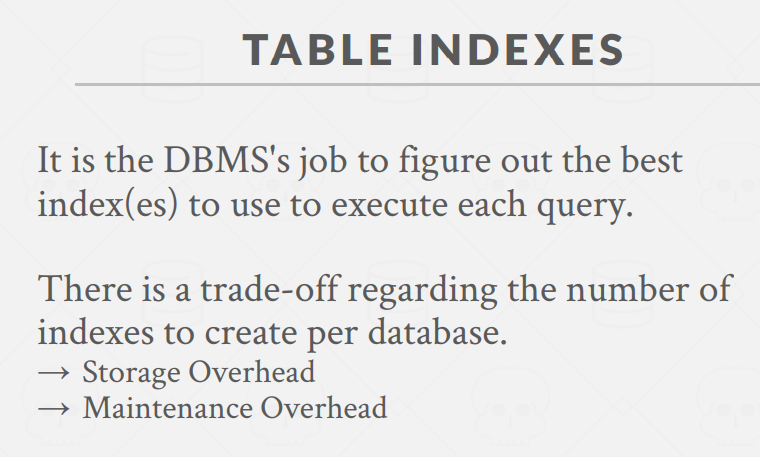 TABLE INDEXES
It is the DBMS's job to figure out the best
index(es) to use to execute each query.
There is a trade-off regarding the number of
indexes to create per database.
→ Storage Overhead
→ Maintenance Overhead